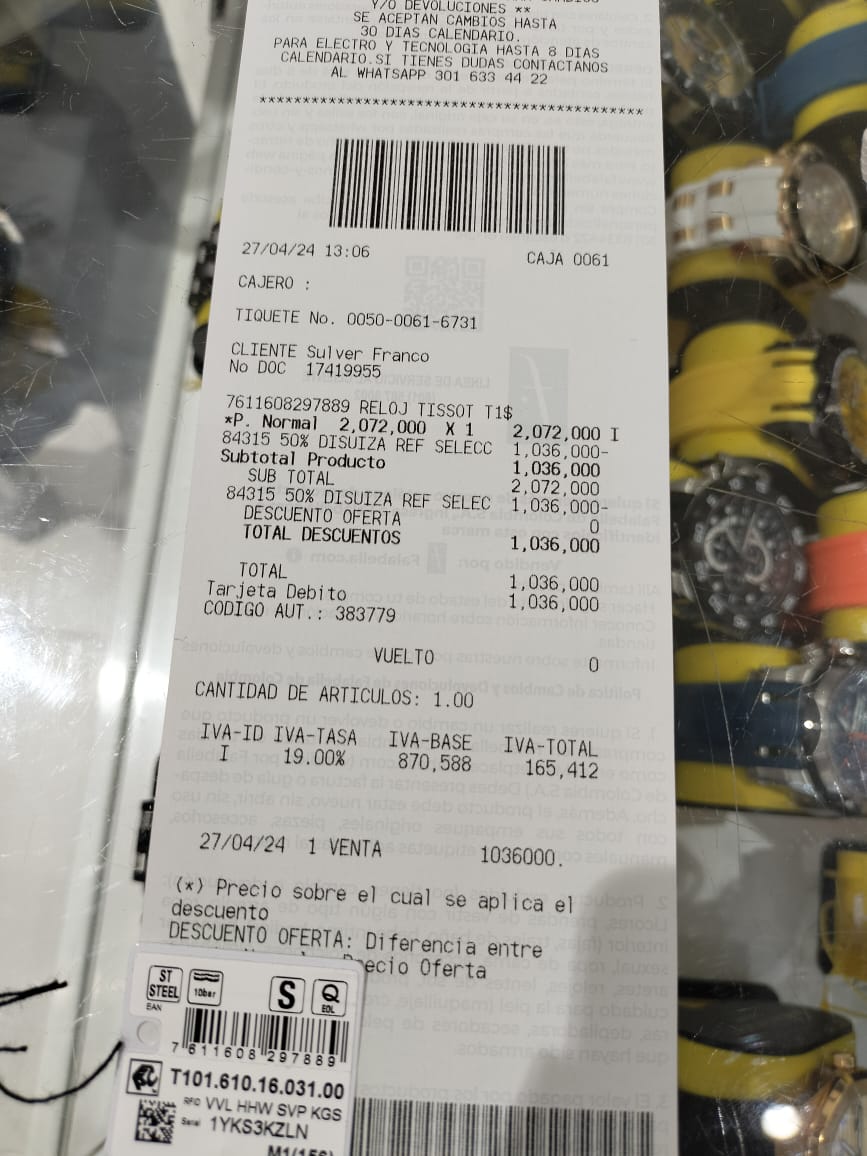 Y/O DEVOLUCIONES **
SE ACEPTAN CAMBIOS HASTA
30 DIAS CALENDARIO.
PARA ELECTRO Y TECNOLOGIA HASTA 8 DIAS
CALENDARIO.SI TIENES DUDAS CONTACTANOS
AL WHATSAPP 301 633 44 22
********************************************
27/04/24 13:06 CAJA 0061
CAJERO :
TIQUETE No. 0050-0061-6731
CLIENTE Sulver Franco
No DOC 17419955
7611608297889 RELOJ TISSOT T1$
*P. Normal 2,072,000 X 1 2,072,000 I
84315 50% DISUIZA REF SELECC 1,036,000-
Subtotal Producto 1,036,000
SUB TOTAL 2,072,000
84315 50% DISUIZA REF SELEC 1,036,000-
DESCUENTO OFERTA 0
TOTAL DESCUENTOS 1,036,000
TOTAL 1,036,000
Tarjeta Debito 1,036,000
CODIGO AUT.: 383779
VUELTO 0
CANTIDAD DE ARTICULOS: 1.00
IVA-ID IVA-TASA IVA-BASE IVA-TOTAL
I 19.00% 870,588 165,412
27/04/24 1 VENTA 1036000.
(*) Precio sobre el cual se aplica el
descuento
DESCUENTO OFERTA: Diferencia entre
Precio Oferta
ST STEEL
10bar
S
Q
EOL
EAN
7 611608 297889
T101.610.16.031.00
RFID VVL HHW SVP KGS
Serial 1YKS3KZLN